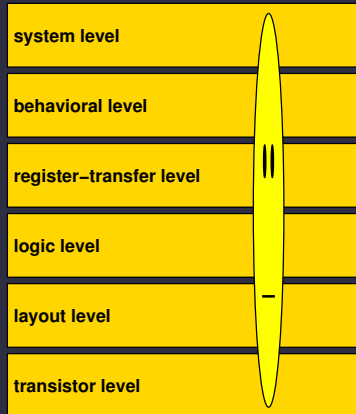 system level
behavioral level
register−transfer level
logic level
layout level
transistor level